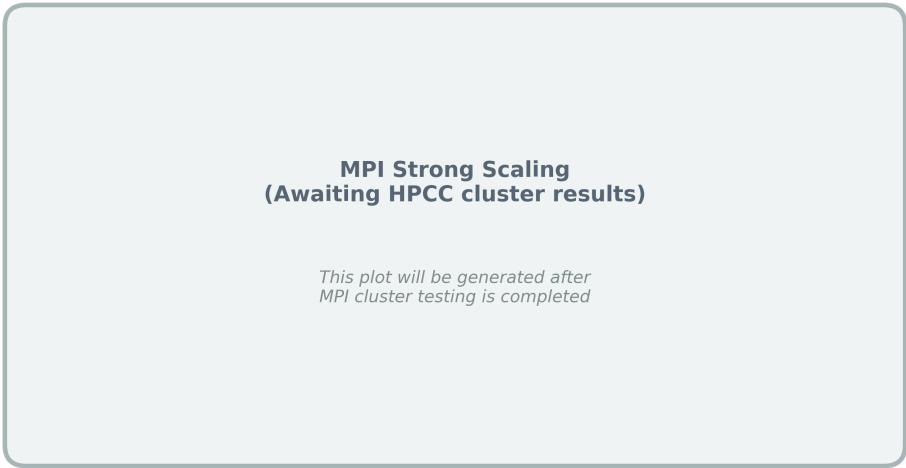 MPI Strong Scaling
(Awaiting HPCC cluster results)
This plot will be generated after
MPI cluster testing is completed